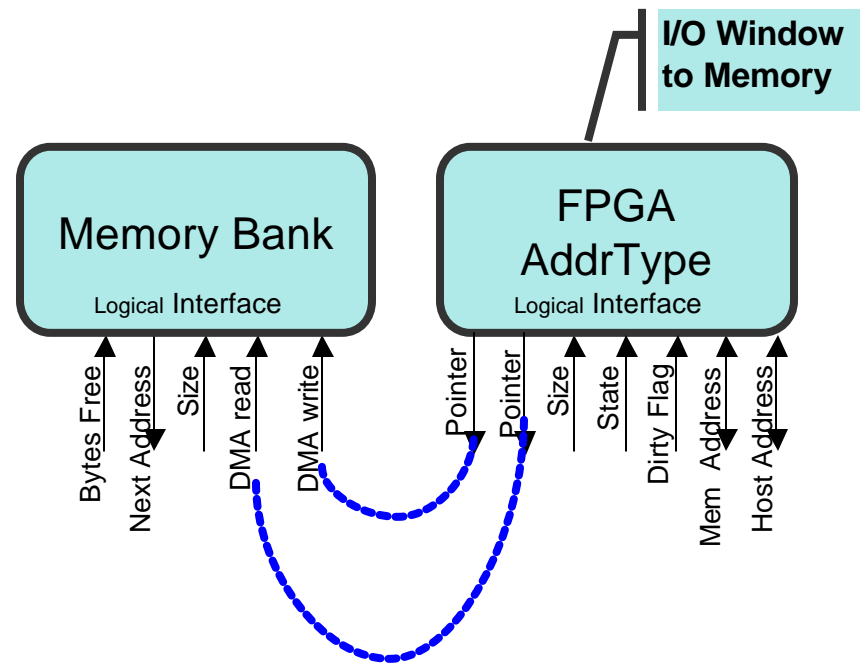 I/O Window
to Memory
Memory Bank
Logical Interface
FPGA
AddrType
Logical Interface
Bytes Free
Next Address
Size
DMA read
DMA write
Pointer
Pointer
Size
State
Dirty Flag
Mem Address
Host Address